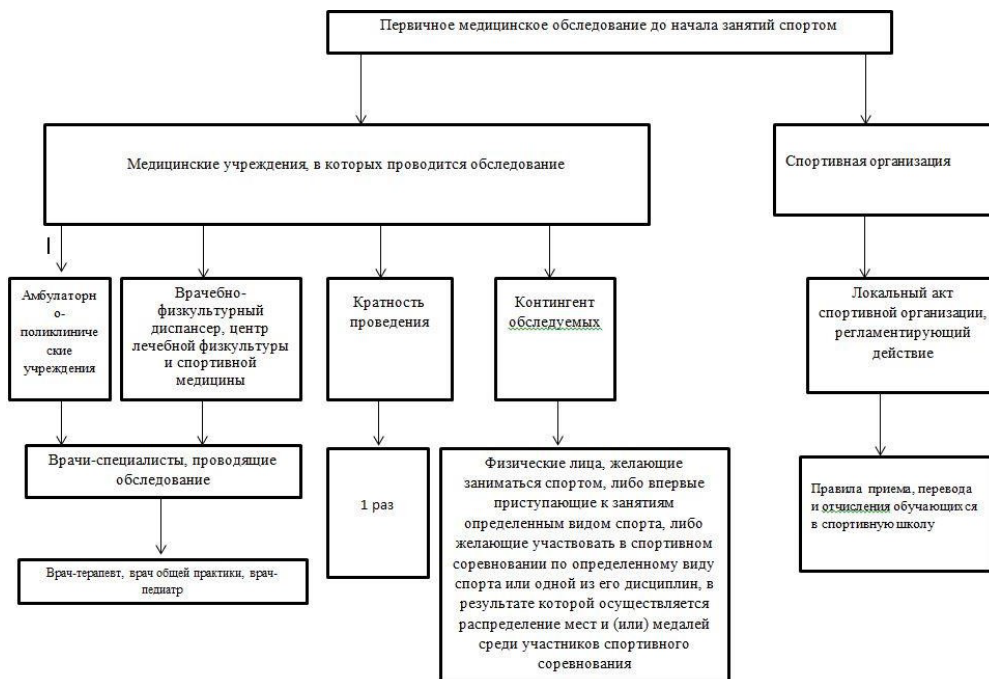 Первичное медицинское обследование до начала занятий спортом
Медицинские учреждения, в которых проводится обследование
Спортивная организация
Амбулаторн
о-
поликлиниче
ские
учреждения
Врачебно-
физкультурный
диспансер, центр
лечебной физкультуры
и спортивной
медицины
Кратность
проведения
Контингент
обследуемых
Локальный акт
спортивной организации,
регламентирующий
действие
Врачи-специалисты, проводящие
обследование
1 раз
Физические лица, желающие
заниматься спортом, либо впервые
приступающие к занятиям
определенным видом спорта, либо
желающие участвовать в спортивном
соревновании по определенному виду
спорта или одной из его дисциплин, в
результате которой осуществляется
распределение мест и (или) медалей
среди участников спортивного
соревнования
Правила приема, перевода
и отчисления обучающихся
в спортивную школу
Врач-терапевт, врач общей практики, врач-
педиатр